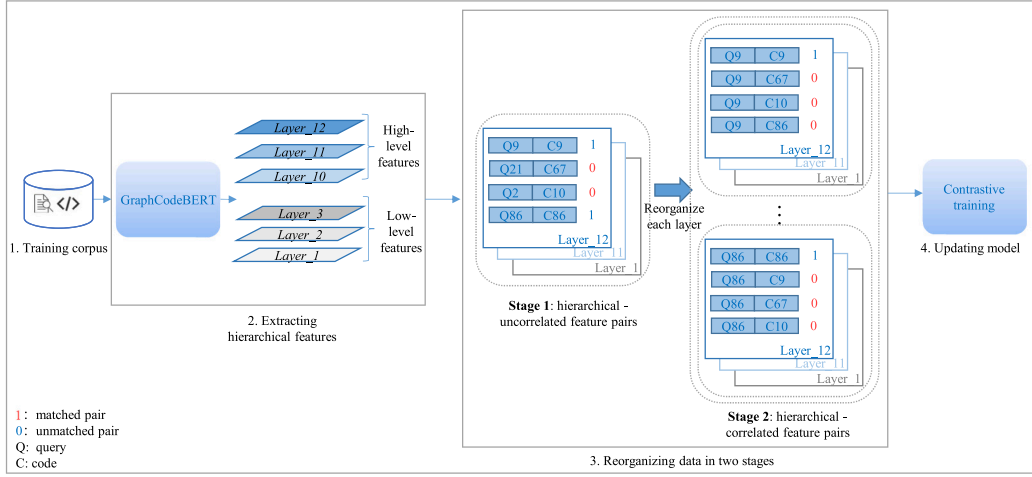 1. Training corpus
GraphCodeBERT
Layer_12
Layer_11
Layer_10
High-
level
features
Layer_3
Layer_2
Layer_1
Low-
level
features
2. Extracting
hierarchical features
Q9 C9 1
Q21 C67 0
Q2 C10 0
Q86 C86 1
Layer_12
Layer_11
Layer_1
Stage 1: hierarchical -
uncorrelated feature pairs
Reorganize
each layer
Q9 C9 1
Q9 C67 0
Q9 C10 0
Q9 C86 0
Layer_12
Layer_11
Layer_1
Q86 C86 1
Q86 C9 0
Q86 C67 0
Q86 C10 0
Layer_12
Layer_11
Layer_1
Stage 2: hierarchical -
correlated feature pairs
3. Reorganizing data in two stages
Contrastive
training
4. Updating model
1: matched pair
0: unmatched pair
Q: query
C: code